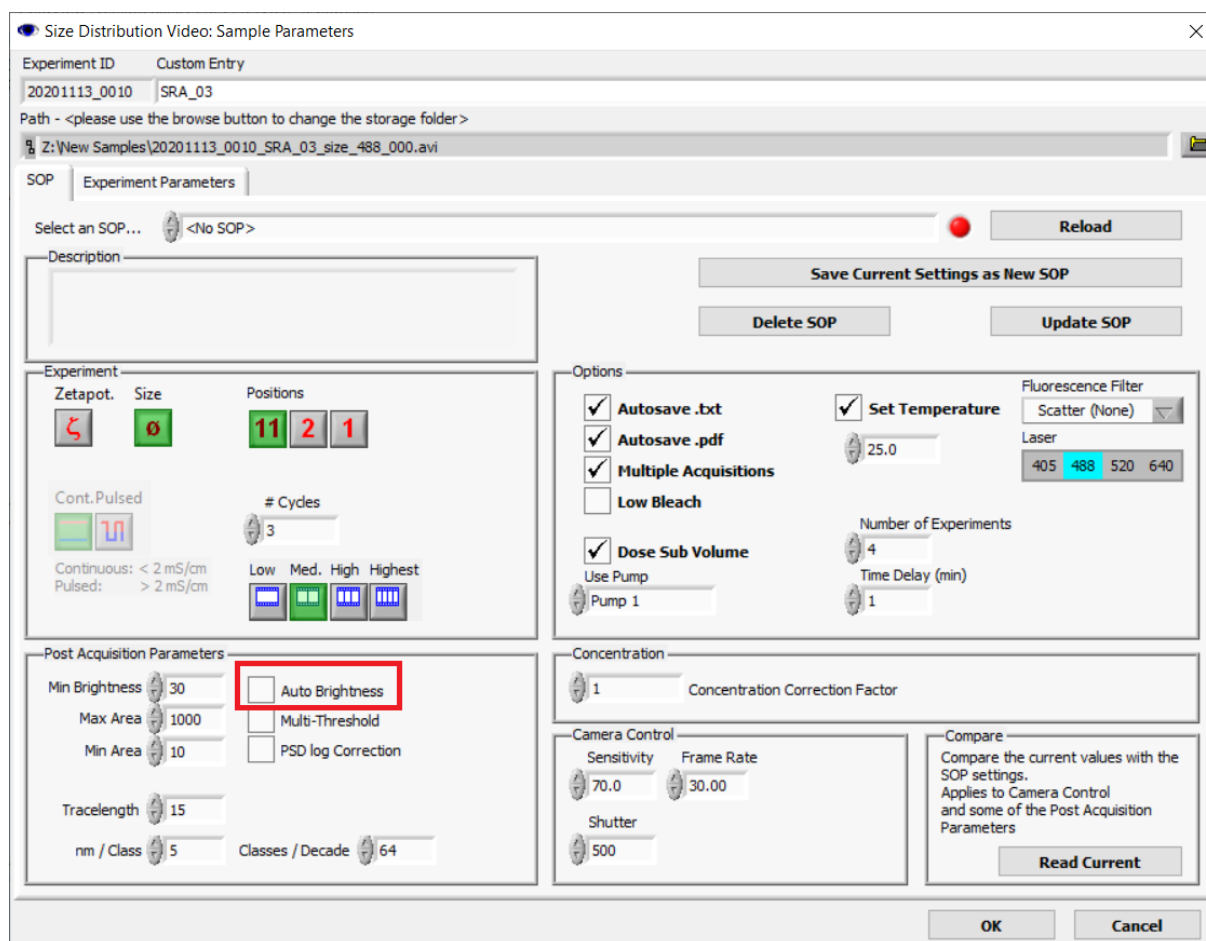 Size Distribution Video: Sample Parameters
Experiment ID Custom Entry
20201113_0010 SRA_03
Path - <please use the browse button to change the storage folder>
Z:\New Samples\20201113_0010_SRA_03_size_488_000.avi
SOP Experiment Parameters
Select an SOP... <No SOP> Reload
Description
Save Current Settings as New SOP
Delete SOP Update SOP
Experiment
Zetapot. Size Positions
ζ ø 11 2 1
Cont. Pulsed
# Cycles
3
Continuous: < 2 mS/cm
Pulsed: > 2 mS/cm
Low Med. High Highest
Options
Autosave .txt
Autosave .pdf
Multiple Acquisitions
Low Bleach
Dose Sub Volume
Use Pump
Pump 1
Set Temperature
25.0
Fluorescence Filter
Scatter (None)
Laser
405 488 520 640
Number of Experiments
4
Time Delay (min)
1
Post Acquisition Parameters
Min Brightness 30 Auto Brightness
Max Area 1000 Multi-Threshold
Min Area 10 PSD log Correction
Tracelength 15
nm / Class 5 Classes / Decade 64
Concentration
1 Concentration Correction Factor
Camera Control
Sensitivity Frame Rate
70.0 30.00
Shutter
500
Compare
Compare the current values with the
SOP settings.
Applies to Camera Control
and some of the Post Acquisition
Parameters
Read Current
OK Cancel